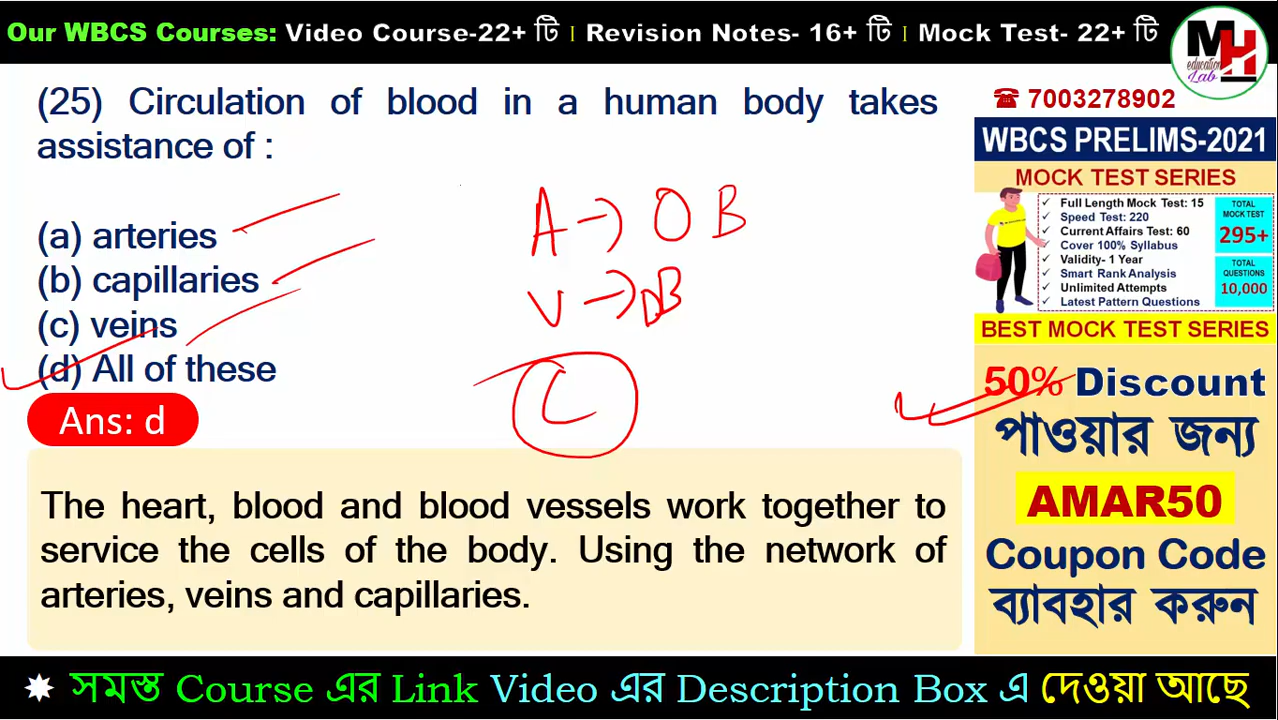 Our WBCS Courses: Video Course-22+ টি I Revision Notes- 16+ টি I Mock Test- 22+ টি
MH
education
Lab
(25) Circulation of blood in a human body takes
assistance of :
(a) arteries
(b) capillaries
(c) veins
(d) All of these
Ans: d
A → O B
V → DB
C
The heart, blood and blood vessels work together to
service the cells of the body. Using the network of
arteries, veins and capillaries.
☎ 7003278902
WBCS PRELIMS-2021
MOCK TEST SERIES
✓ Full Length Mock Test: 15
✓ Speed Test: 220
✓ Current Affairs Test: 60
✓ Cover 100% Syllabus
✓ Validity- 1 Year
✓ Smart Rank Analysis
✓ Unlimited Attempts
✓ Latest Pattern Questions
TOTAL
MOCK TEST
295+
TOTAL
QUESTIONS
10,000
BEST MOCK TEST SERIES
50% Discount
পাওয়ার জন্য
AMAR50
Coupon Code
ব্যাবহার করুন
সমস্ত Course এর Link Video এর Description Box এ দেওয়া আছে